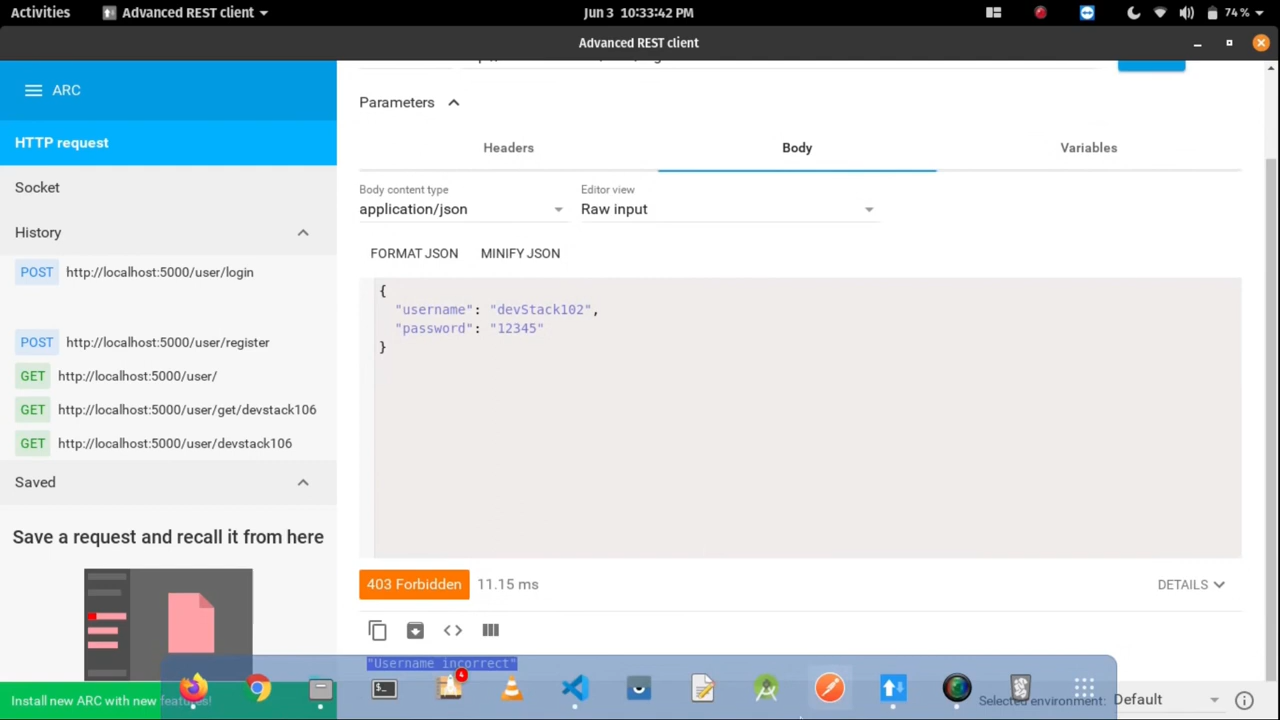 Activities
Advanced REST client
Jun 3 10:33:42 PM
74 %
Advanced REST client
ARC
HTTP request
Socket
History
POST http://localhost:5000/user/login
POST http://localhost:5000/user/register
GET http://localhost:5000/user/
GET http://localhost:5000/user/get/devstack106
GET http://localhost:5000/user/devstack106
Saved
Save a request and recall it from here
Install new ARC with new features!
Parameters
Headers
Body
Variables
Body content type
application/json
Editor view
Raw input
FORMAT JSON
MINIFY JSON
{
"username": "devStack102",
"password": "12345"
}
403 Forbidden
11.15 ms
DETAILS
"Username incorrect"
4
Selected environment: Default